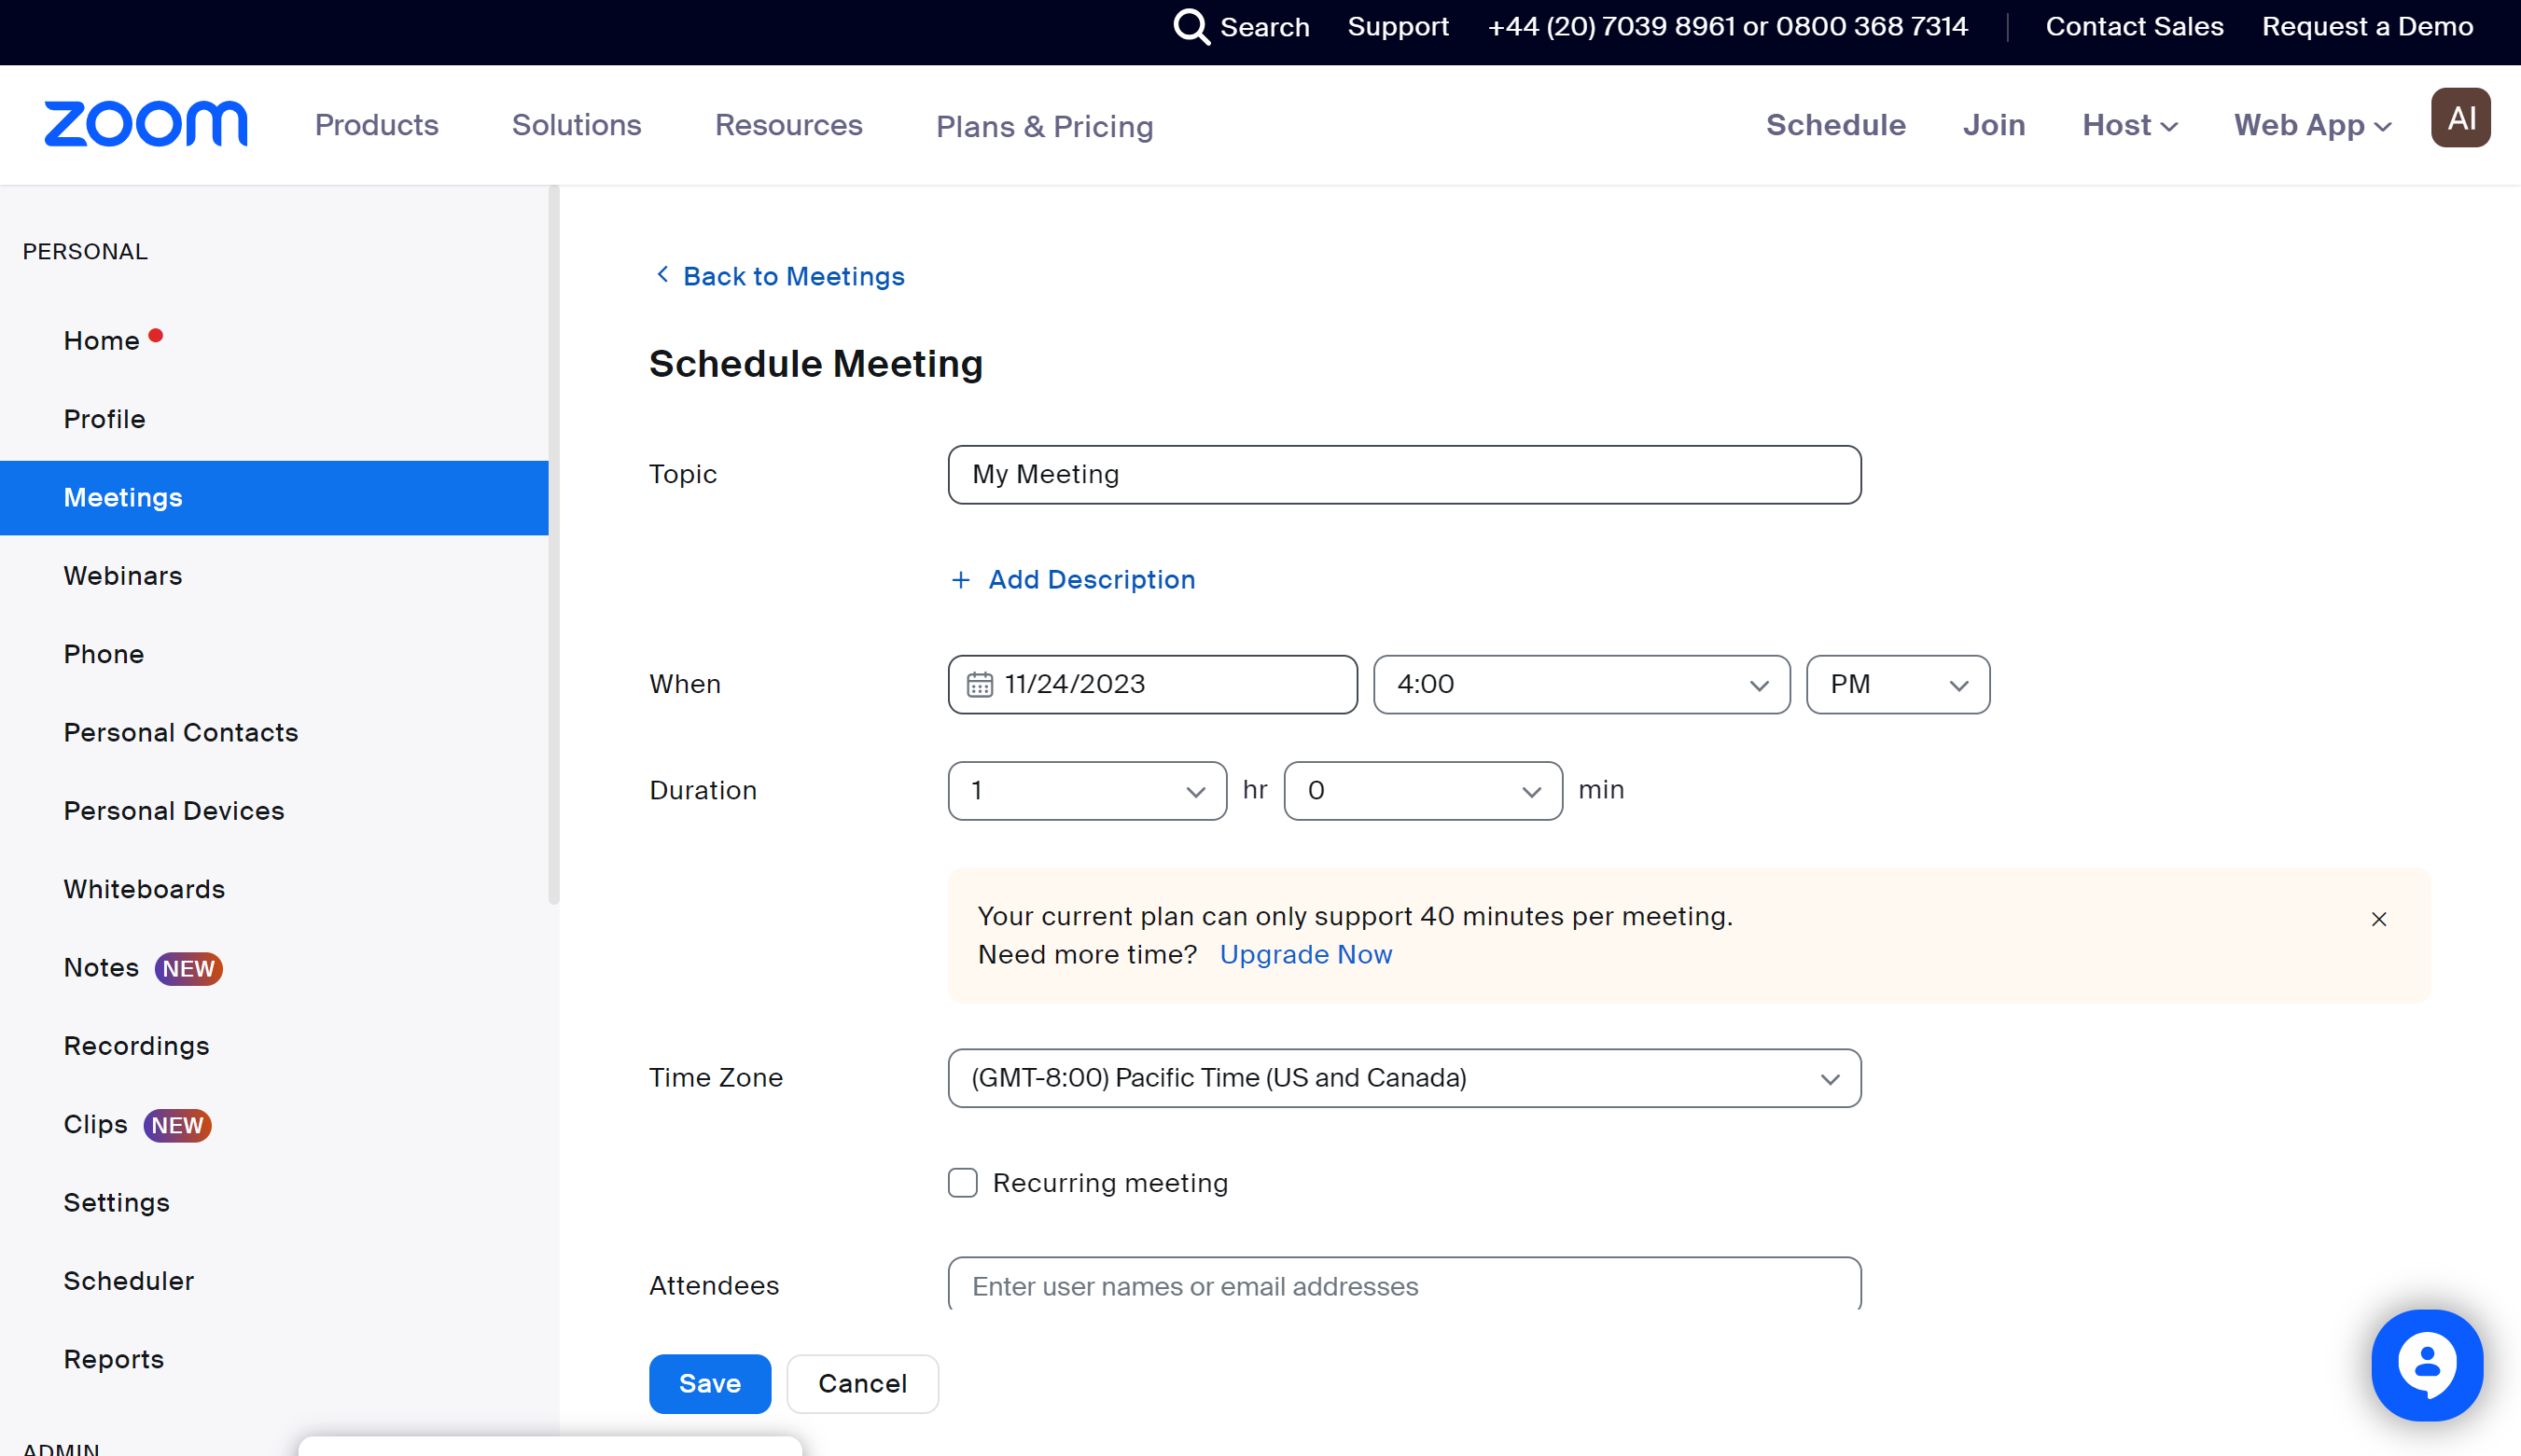 Search Support +44 (20) 7039 8961 or 0800 368 7314 Contact Sales Request a Demo
zoom Products Solutions Resources Plans & Pricing Schedule Join Host Web App AI
PERSONAL
Home
Profile
Meetings
Webinars
Phone
Personal Contacts
Personal Devices
Whiteboards
Notes NEW
Recordings
Clips NEW
Settings
Scheduler
Reports
ADMIN
Back to Meetings
Schedule Meeting
Topic My Meeting
+ Add Description
When 11/24/2023 4:00 PM
Duration 1 hr 0 min
Your current plan can only support 40 minutes per meeting.
Need more time? Upgrade Now
Time Zone (GMT-8:00) Pacific Time (US and Canada)
Recurring meeting
Attendees Enter user names or email addresses
Save Cancel